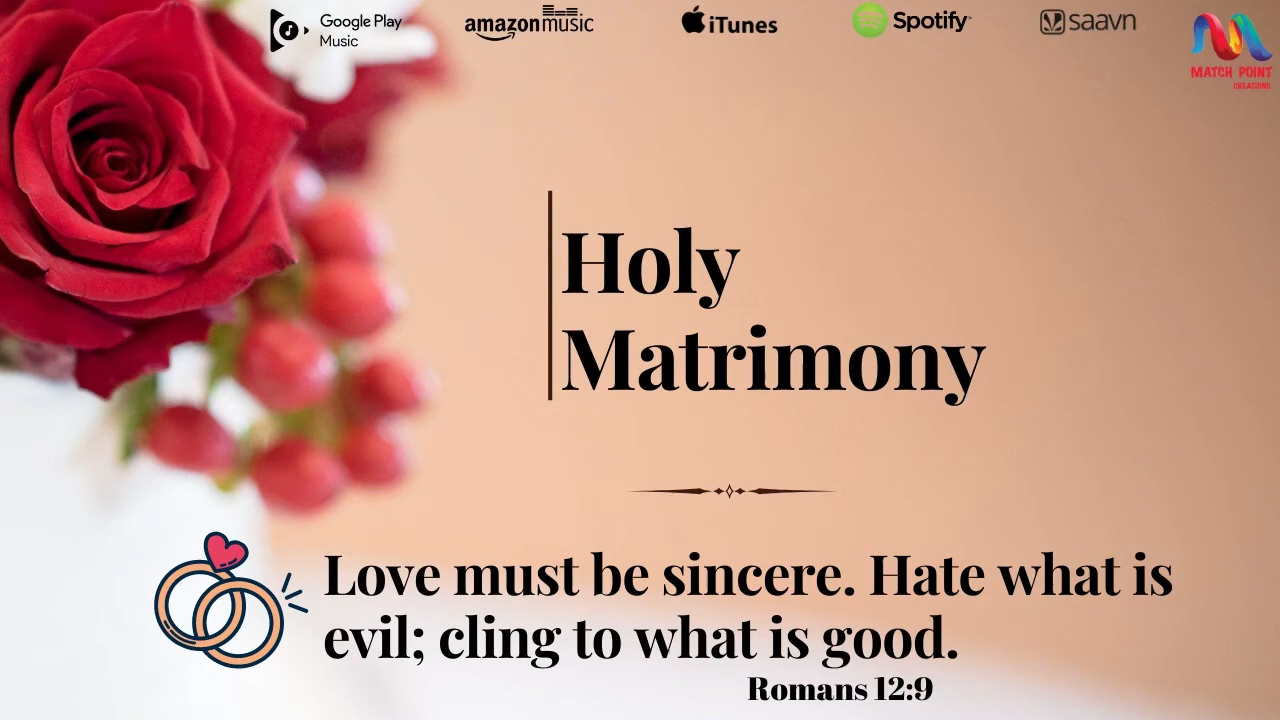 Google Play
Music
amazon music
iTunes
Spotify
saavn
MATCH POINT
CREATIONS
Holy
Matrimony
Love must be sincere. Hate what is
evil; cling to what is good.
Romans 12:9